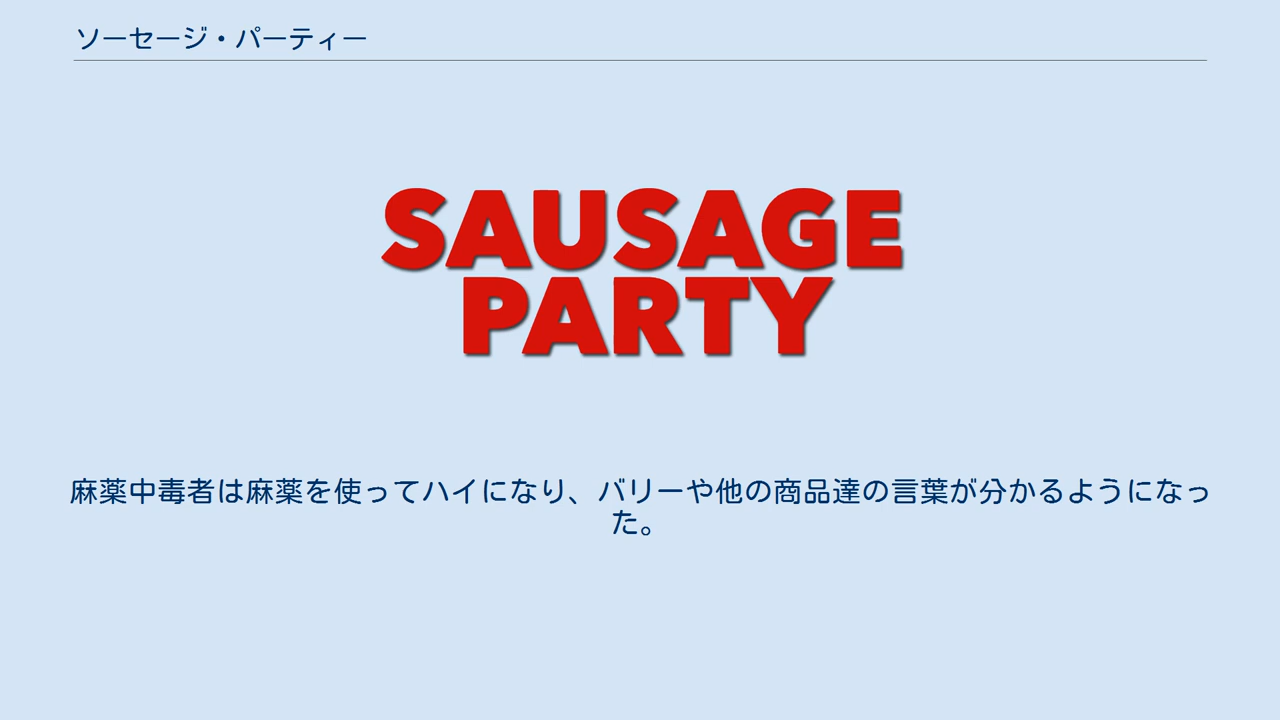 ソーセージ・パーティー
SAUSAGE
PARTY
麻薬中毒者は麻薬を使ってハイになり、バリーや他の商品達の言葉が分かるようになっ
た。